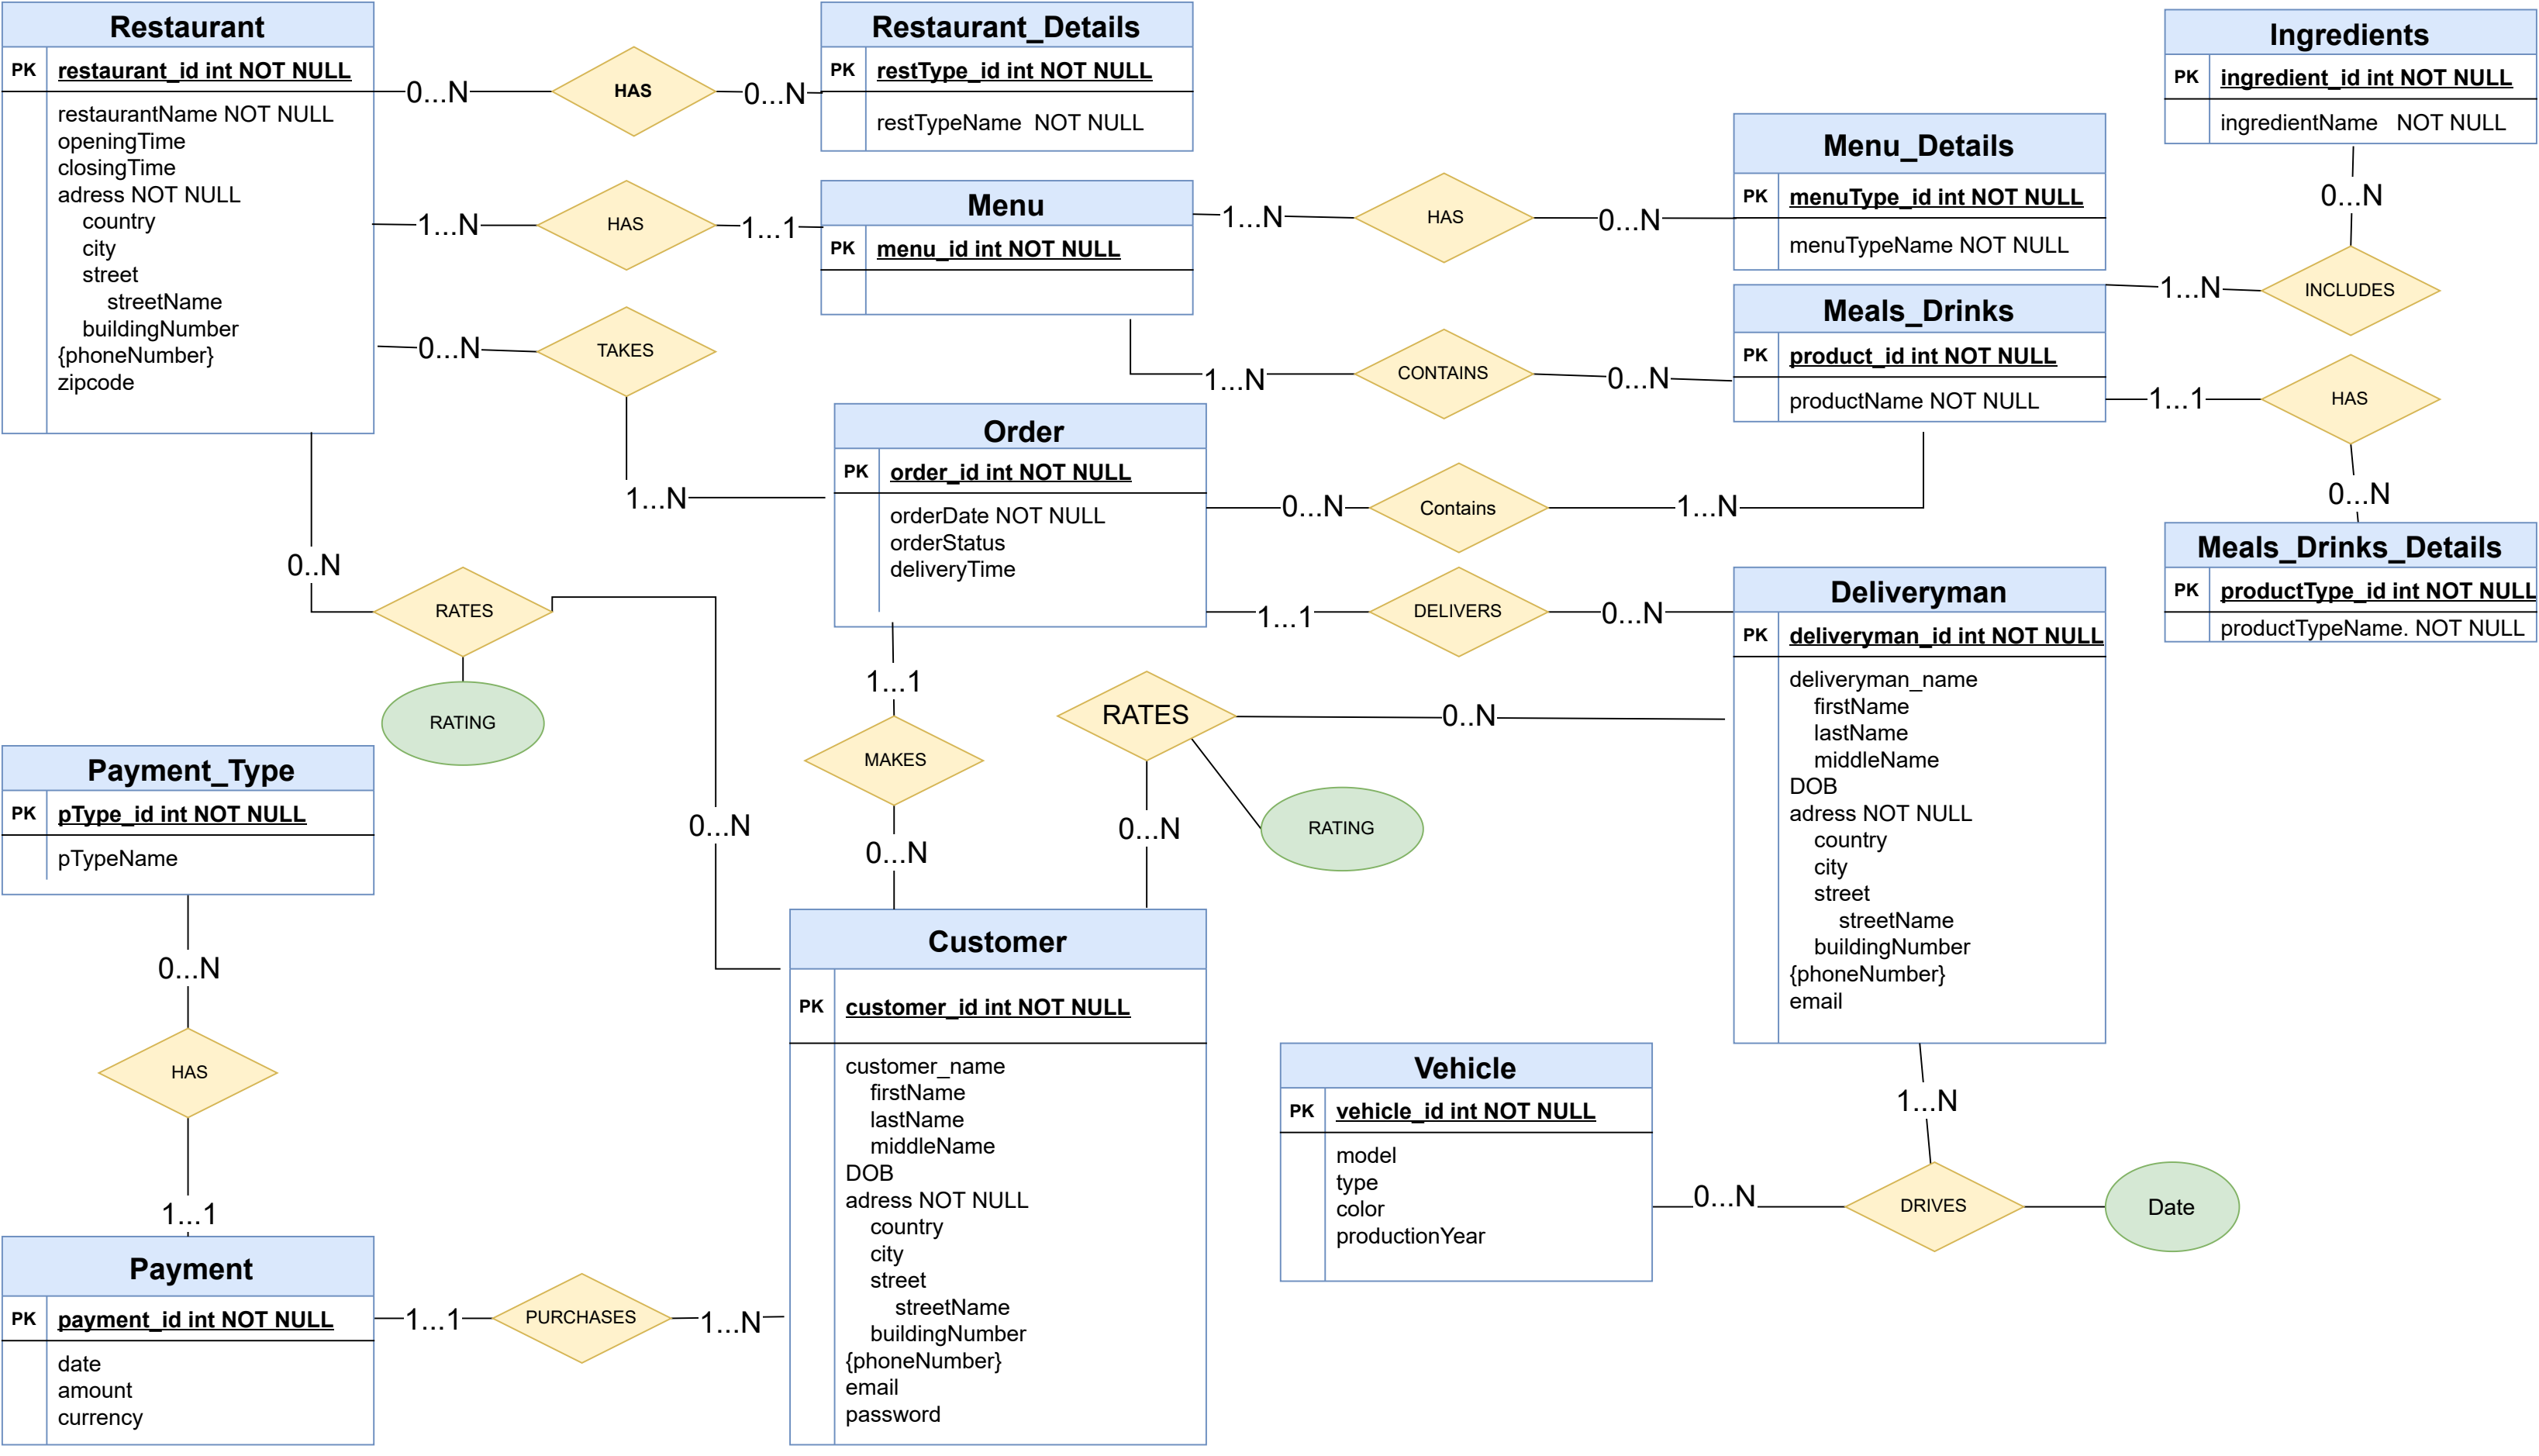 Restaurant
PK restaurant_id int NOT NULL
restaurantName NOT NULL
openingTime
closingTime
adress NOT NULL
country
city
street
streetName
buildingNumber
{phoneNumber}
zipcode
0...N
HAS
0...N
Restaurant_Details
PK restType_id int NOT NULL
restTypeName NOT NULL
1...N
HAS
1...1
Menu
PK menu_id int NOT NULL
1...N
HAS
0...N
Menu_Details
PK menuType_id int NOT NULL
menuTypeName NOT NULL
Ingredients
PK ingredient_id int NOT NULL
ingredientName NOT NULL
0...N
INCLUDES
1...N
Meals_Drinks
PK product_id int NOT NULL
productName NOT NULL
1...N
CONTAINS
0...N
1...1
HAS
0...N
Meals_Drinks_Details
PK productType_id int NOT NULL
productTypeName. NOT NULL
0...N
TAKES
1...N
Order
PK order_id int NOT NULL
orderDate NOT NULL
orderStatus
deliveryTime
0...N
Contains
1...N
1...1
DELIVERS
0...N
Deliveryman
PK deliveryman_id int NOT NULL
deliveryman_name
firstName
lastName
middleName
DOB
adress NOT NULL
country
city
street
streetName
buildingNumber
{phoneNumber}
email
0..N
RATES
RATING
0...N
1...1
MAKES
0...N
RATES
0..N
0...N
RATING
Payment_Type
PK pType_id int NOT NULL
pTypeName
0...N
HAS
1...1
Payment
PK payment_id int NOT NULL
date
amount
currency
1...1
PURCHASES
1...N
Customer
PK customer_id int NOT NULL
customer_name
firstName
lastName
middleName
DOB
adress NOT NULL
country
city
street
streetName
buildingNumber
{phoneNumber}
email
password
Vehicle
PK vehicle_id int NOT NULL
model
type
color
productionYear
1...N
0...N
DRIVES
Date